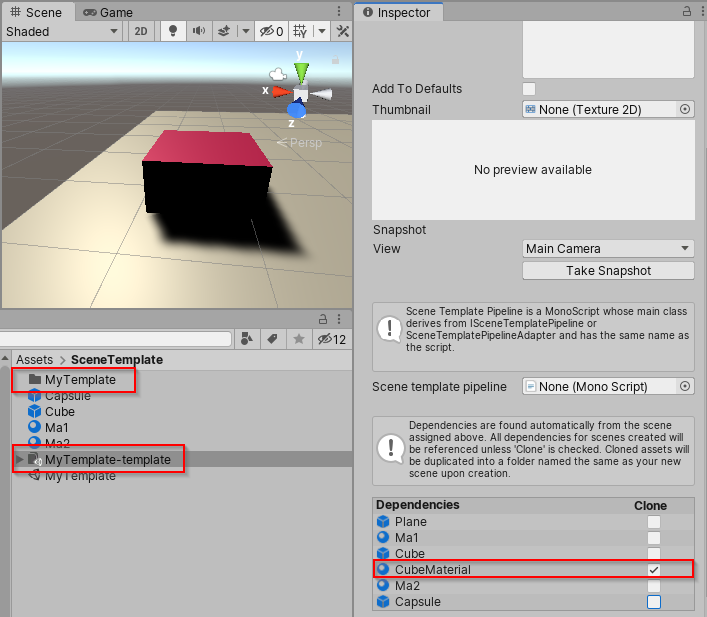 Scene
Game
Shaded
2D
0
y
x
z
Persp
12
Assets > SceneTemplate
MyTemplate
Capsule
Cube
Ma1
Ma2
MyTemplate-template
MyTemplate
Inspector
Add To Defaults
Thumbnail
None (Texture 2D)
No preview available
Snapshot
View
Main Camera
Take Snapshot
Scene Template Pipeline is a MonoScript whose main class
derives from ISceneTemplatePipeline or
SceneTemplatePipelineAdapter and has the same name as
the script.
Scene template pipeline
None (Mono Script)
Dependencies are found automatically from the scene
assigned above. All dependencies for scenes created will
be referenced unless 'Clone' is checked. Cloned assets will
be duplicated into a folder named the same as your new
scene upon creation.
Dependencies Clone
Plane
Ma1
Cube
CubeMaterial
Ma2
Capsule